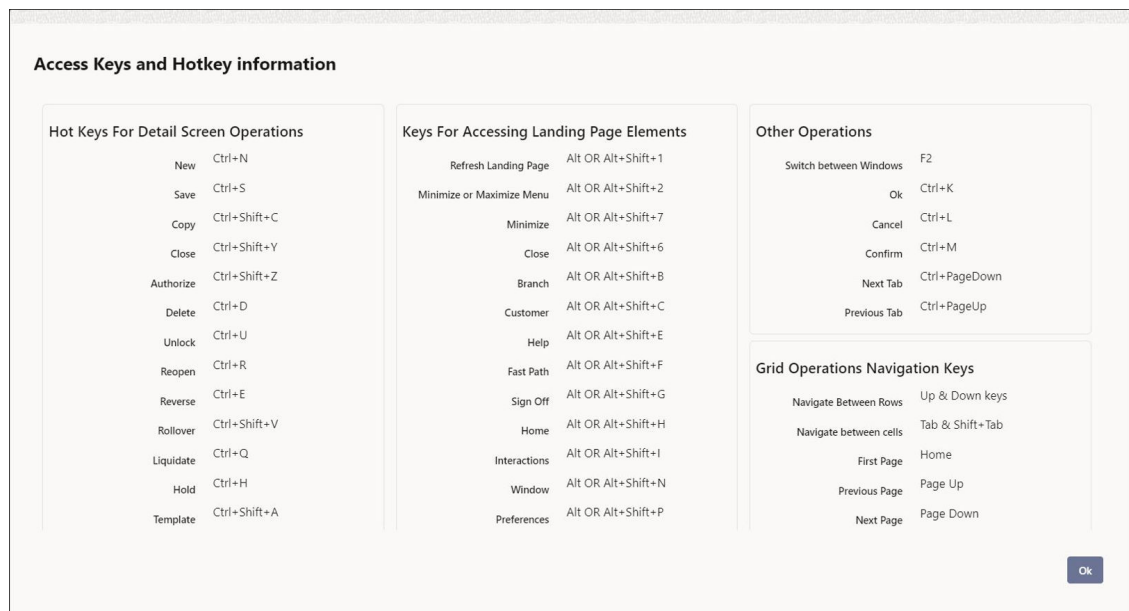 Access Keys and Hotkey information
Hot Keys For Detail Screen Operations
New Ctrl+N
Save Ctrl+S
Copy Ctrl+Shift+C
Close Ctrl+Shift+Y
Authorize Ctrl+Shift+Z
Delete Ctrl+D
Unlock Ctrl+U
Reopen Ctrl+R
Reverse Ctrl+E
Rollover Ctrl+Shift+V
Liquidate Ctrl+Q
Hold Ctrl+H
Template Ctrl+Shift+A
Keys For Accessing Landing Page Elements
Refresh Landing Page Alt OR Alt+Shift+1
Minimize or Maximize Menu Alt OR Alt+Shift+2
Minimize Alt OR Alt+Shift+7
Close Alt OR Alt+Shift+6
Branch Alt OR Alt+Shift+B
Customer Alt OR Alt+Shift+C
Help Alt OR Alt+Shift+E
Fast Path Alt OR Alt+Shift+F
Sign Off Alt OR Alt+Shift+G
Home Alt OR Alt+Shift+H
Interactions Alt OR Alt+Shift+I
Window Alt OR Alt+Shift+N
Preferences Alt OR Alt+Shift+P
Other Operations
Switch between Windows F2
Ok Ctrl+K
Cancel Ctrl+L
Confirm Ctrl+M
Next Tab Ctrl+PageDown
Previous Tab Ctrl+PageUp
Grid Operations Navigation Keys
Navigate Between Rows Up & Down keys
Navigate between cells Tab & Shift+Tab
First Page Home
Previous Page Page Up
Next Page Page Down
Ok